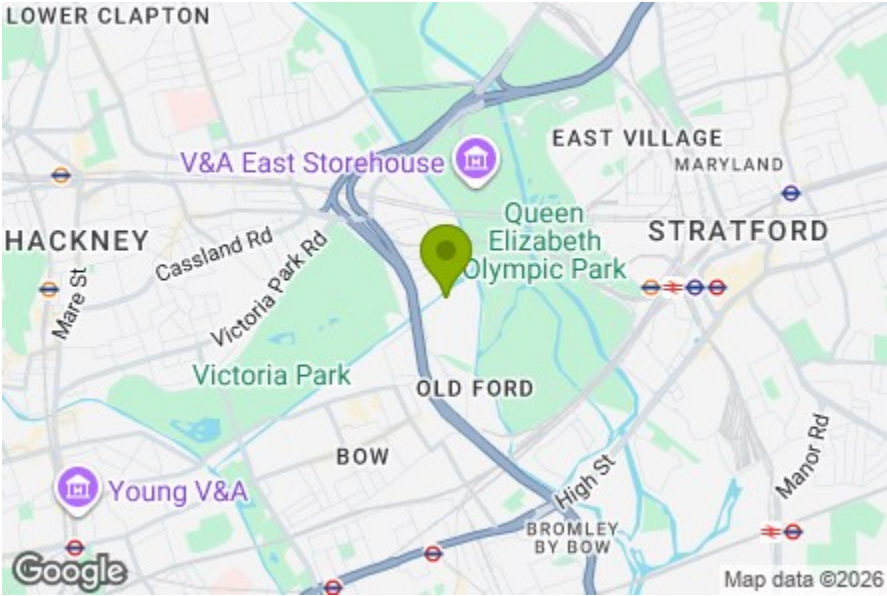 LOWER CLAPTON
EAST VILLAGE
V&A East Storehouse
MARYLAND
Queen
Elizabeth
Olympic Park
STRATFORD
HACKNEY
Cassland Rd
Victoria Park Rd
Mare St
Victoria Park
OLD FORD
BOW
Manor Rd
High St
Young V&A
BROMLEY
BY BOW
Google
Map data ©2026